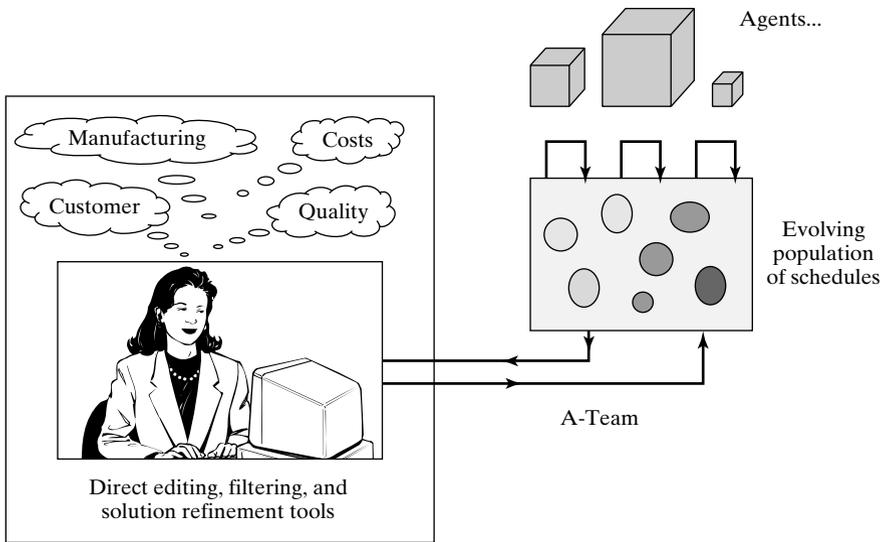 Agents...
Manufacturing
Costs
Customer
Quality
Evolving
population
of schedules
A-Team
Direct editing, filtering, and
solution refinement tools